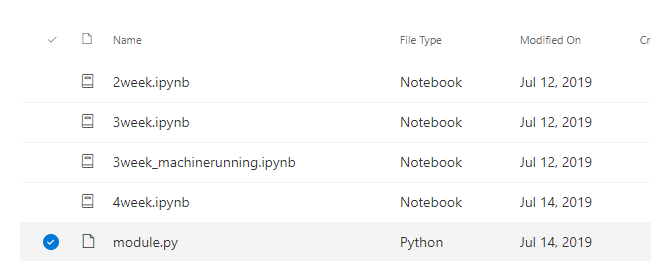 Name File Type Modified On Cr
2week.ipynb Notebook Jul 12, 2019
3week.ipynb Notebook Jul 12, 2019
3week_machinerunning.ipynb Notebook Jul 12, 2019
4week.ipynb Notebook Jul 14, 2019
module.py Python Jul 14, 2019